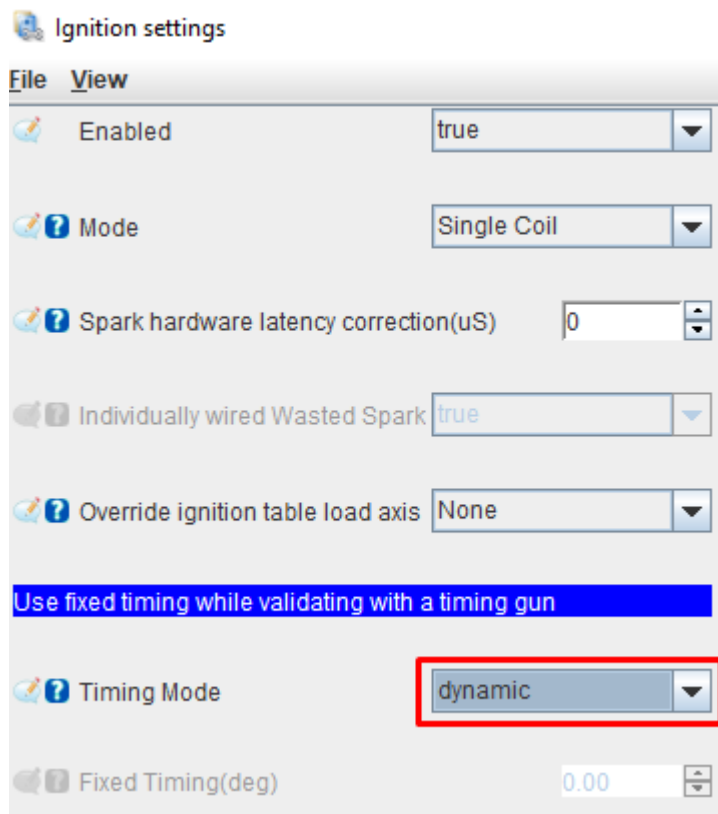 Ignition settings
File View
Enabled true
Mode Single Coil
Spark hardware latency correction(uS) 0
Individually wired Wasted Spark true
Override ignition table load axis None
Use fixed timing while validating with a timing gun
Timing Mode dynamic
Fixed Timing(deg) 0.00